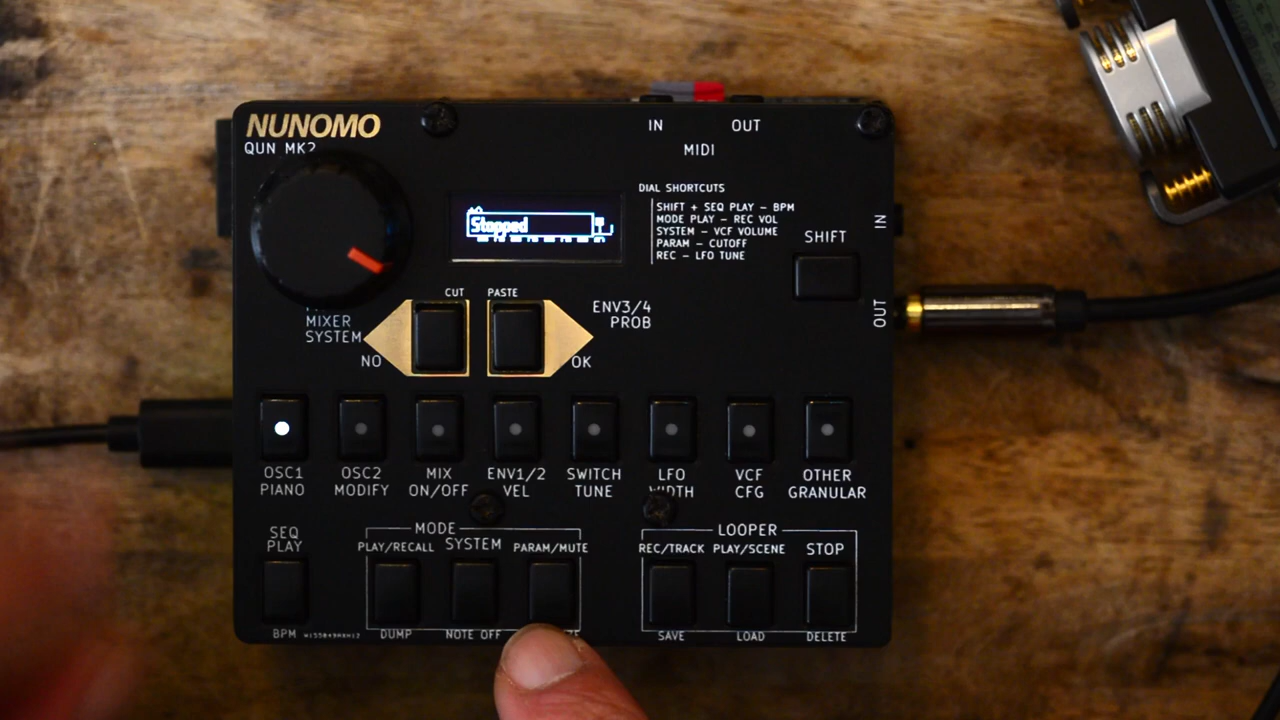 NUNOMO
QUN MK2
IN
OUT
MIDI
Stopped
DIAL SHORTCUTS
SHIFT + SEQ PLAY – BPM
MODE PLAY – REC VOL
SYSTEM – VCF VOLUME
PARAM – CUTOFF
REC – LFO TUNE
SHIFT
IN
OUT
CUT
PASTE
MIXER
SYSTEM
NO
OK
ENV3/4
PROB
OSC1
PIANO
OSC2
MODIFY
MIX
ON/OFF
ENV1/2
VEL
SWITCH
TUNE
LFO
WIDTH
VCF
CFG
OTHER
GRANULAR
SEQ
PLAY
BPM
MODE
PLAY/RECALL
SYSTEM
PARAM/MUTE
DUMP
NOTE OFF
LOOPER
REC/TRACK
PLAY/SCENE
STOP
SAVE
LOAD
DELETE